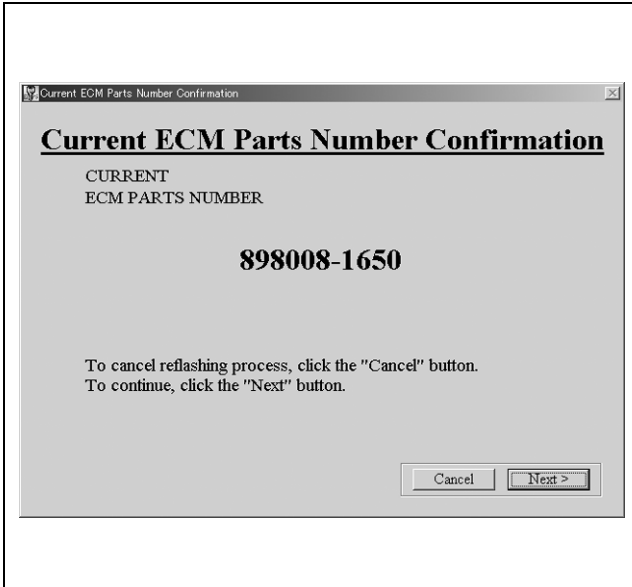 Current ECM Parts Number Confirmation
Current ECM Parts Number Confirmation
CURRENT
ECM PARTS NUMBER
898008-1650
To cancel reflashing process, click the "Cancel" button.
To continue, click the "Next" button.
Cancel
Next >